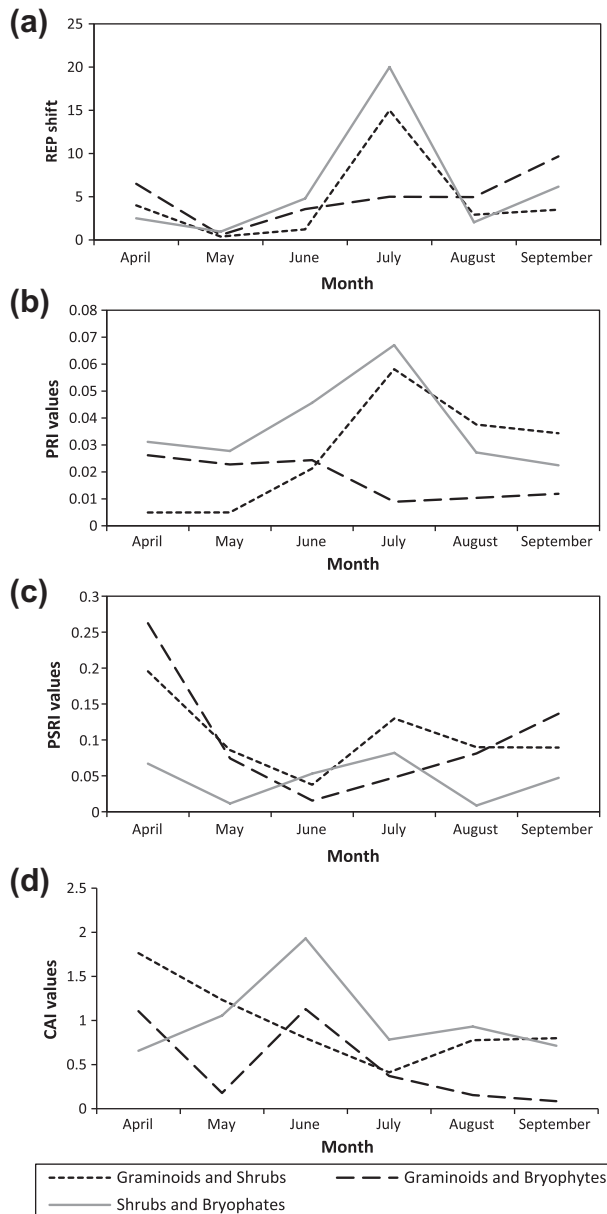 (a)
REP shift
25
20
15
10
5
0
April May June July August September
Month
(b)
PRI values
0.08
0.07
0.06
0.05
0.04
0.03
0.02
0.01
0
April May June July August September
Month
(c)
PSRI values
0.3
0.25
0.2
0.15
0.1
0.05
0
April May June July August September
Month
(d)
CAI values
2.5
2
1.5
1
0.5
0
April May June July August September
Month
Graminoids and Shrubs Graminoids and Bryophytes
Shrubs and Bryophates